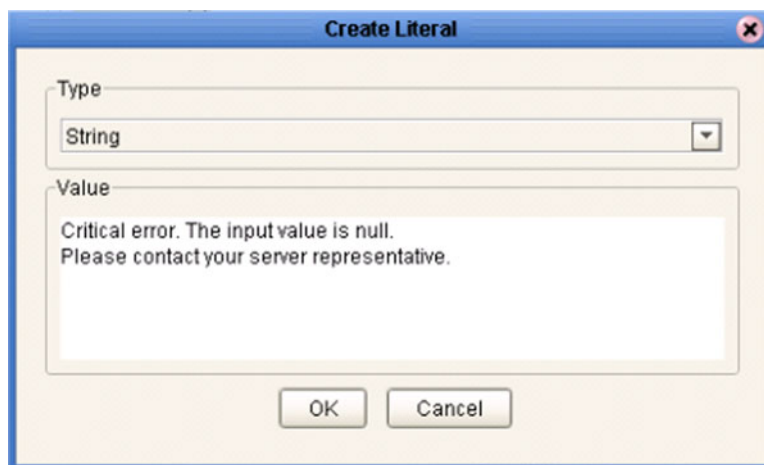 Create Literal
Type
String
Value
Critical error. The input value is null.
Please contact your server representative.
OK Cancel